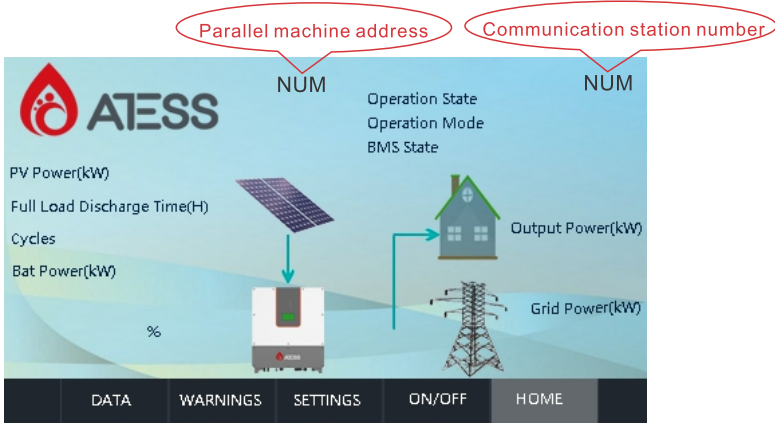 Parallel machine address
Communication station number
NUM
NUM
ATESS
Operation State
Operation Mode
BMS State
PV Power(kW)
Full Load Discharge Time(H)
Cycles
Bat Power(kW)
%
Output Power(kW)
Grid Power(kW)
ATESS
DATA
WARNINGS
SETTINGS
ON/OFF
HOME